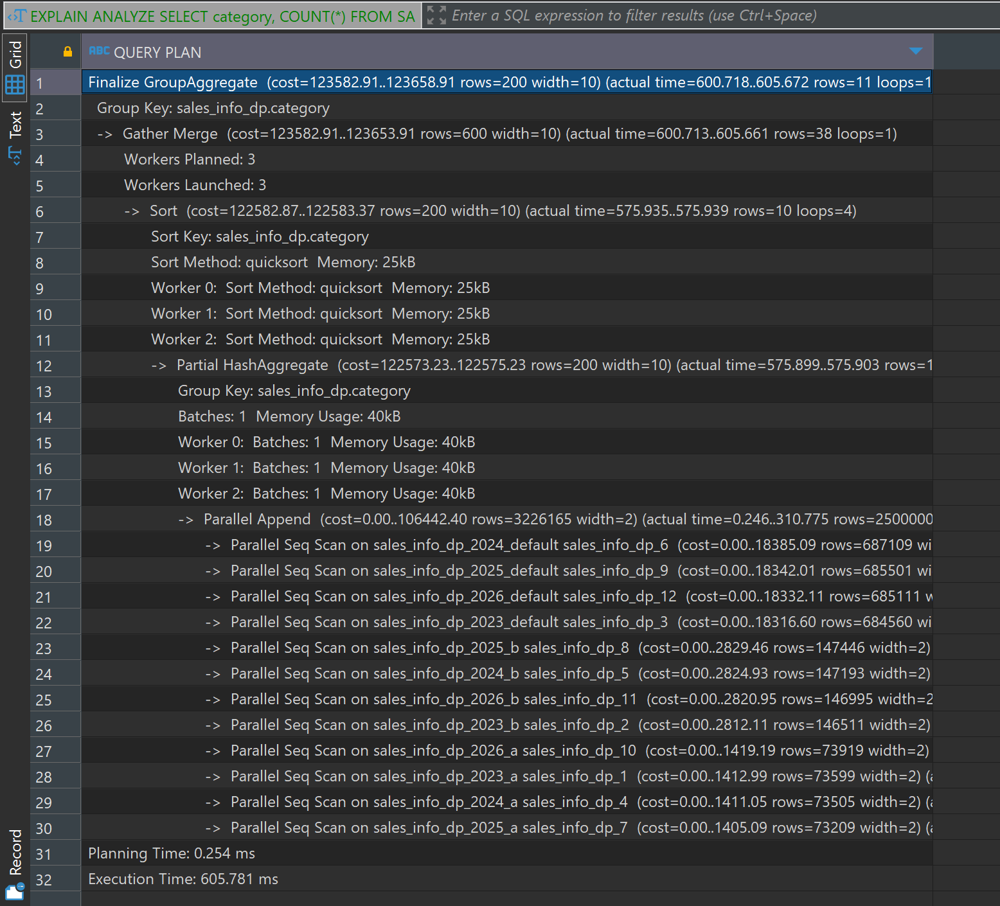 EXPLAIN ANALYZE SELECT category, COUNT(*) FROM SA
Enter a SQL expression to filter results (use Ctrl+Space)
Grid
Text
Record
ABC QUERY PLAN
1 Finalize GroupAggregate (cost=123582.91..123658.91 rows=200 width=10) (actual time=600.718..605.672 rows=11 loops=1
2 Group Key: sales_info_dp.category
3 -> Gather Merge (cost=123582.91..123653.91 rows=600 width=10) (actual time=600.713..605.661 rows=38 loops=1)
4 Workers Planned: 3
5 Workers Launched: 3
6 -> Sort (cost=122582.87..122583.37 rows=200 width=10) (actual time=575.935..575.939 rows=10 loops=4)
7 Sort Key: sales_info_dp.category
8 Sort Method: quicksort Memory: 25kB
9 Worker 0: Sort Method: quicksort Memory: 25kB
10 Worker 1: Sort Method: quicksort Memory: 25kB
11 Worker 2: Sort Method: quicksort Memory: 25kB
12 -> Partial HashAggregate (cost=122573.23..122575.23 rows=200 width=10) (actual time=575.899..575.903 rows=1
13 Group Key: sales_info_dp.category
14 Batches: 1 Memory Usage: 40kB
15 Worker 0: Batches: 1 Memory Usage: 40kB
16 Worker 1: Batches: 1 Memory Usage: 40kB
17 Worker 2: Batches: 1 Memory Usage: 40kB
18 -> Parallel Append (cost=0.00..106442.40 rows=3226165 width=2) (actual time=0.246..310.775 rows=2500000
19 -> Parallel Seq Scan on sales_info_dp_2024_default sales_info_dp_6 (cost=0.00..18385.09 rows=687109 wi
20 -> Parallel Seq Scan on sales_info_dp_2025_default sales_info_dp_9 (cost=0.00..18342.01 rows=685501 wi
21 -> Parallel Seq Scan on sales_info_dp_2026_default sales_info_dp_12 (cost=0.00..18332.11 rows=685111 w
22 -> Parallel Seq Scan on sales_info_dp_2023_default sales_info_dp_3 (cost=0.00..18316.60 rows=684560 wi
23 -> Parallel Seq Scan on sales_info_dp_2025_b sales_info_dp_8 (cost=0.00..2829.46 rows=147446 width=2)
24 -> Parallel Seq Scan on sales_info_dp_2024_b sales_info_dp_5 (cost=0.00..2824.93 rows=147193 width=2)
25 -> Parallel Seq Scan on sales_info_dp_2026_b sales_info_dp_11 (cost=0.00..2820.95 rows=146995 width=2
26 -> Parallel Seq Scan on sales_info_dp_2023_b sales_info_dp_2 (cost=0.00..2812.11 rows=146511 width=2)
27 -> Parallel Seq Scan on sales_info_dp_2026_a sales_info_dp_10 (cost=0.00..1419.19 rows=73919 width=2)
28 -> Parallel Seq Scan on sales_info_dp_2023_a sales_info_dp_1 (cost=0.00..1412.99 rows=73599 width=2) (a
29 -> Parallel Seq Scan on sales_info_dp_2024_a sales_info_dp_4 (cost=0.00..1411.05 rows=73505 width=2) (a
30 -> Parallel Seq Scan on sales_info_dp_2025_a sales_info_dp_7 (cost=0.00..1405.09 rows=73209 width=2) (a
31 Planning Time: 0.254 ms
32 Execution Time: 605.781 ms